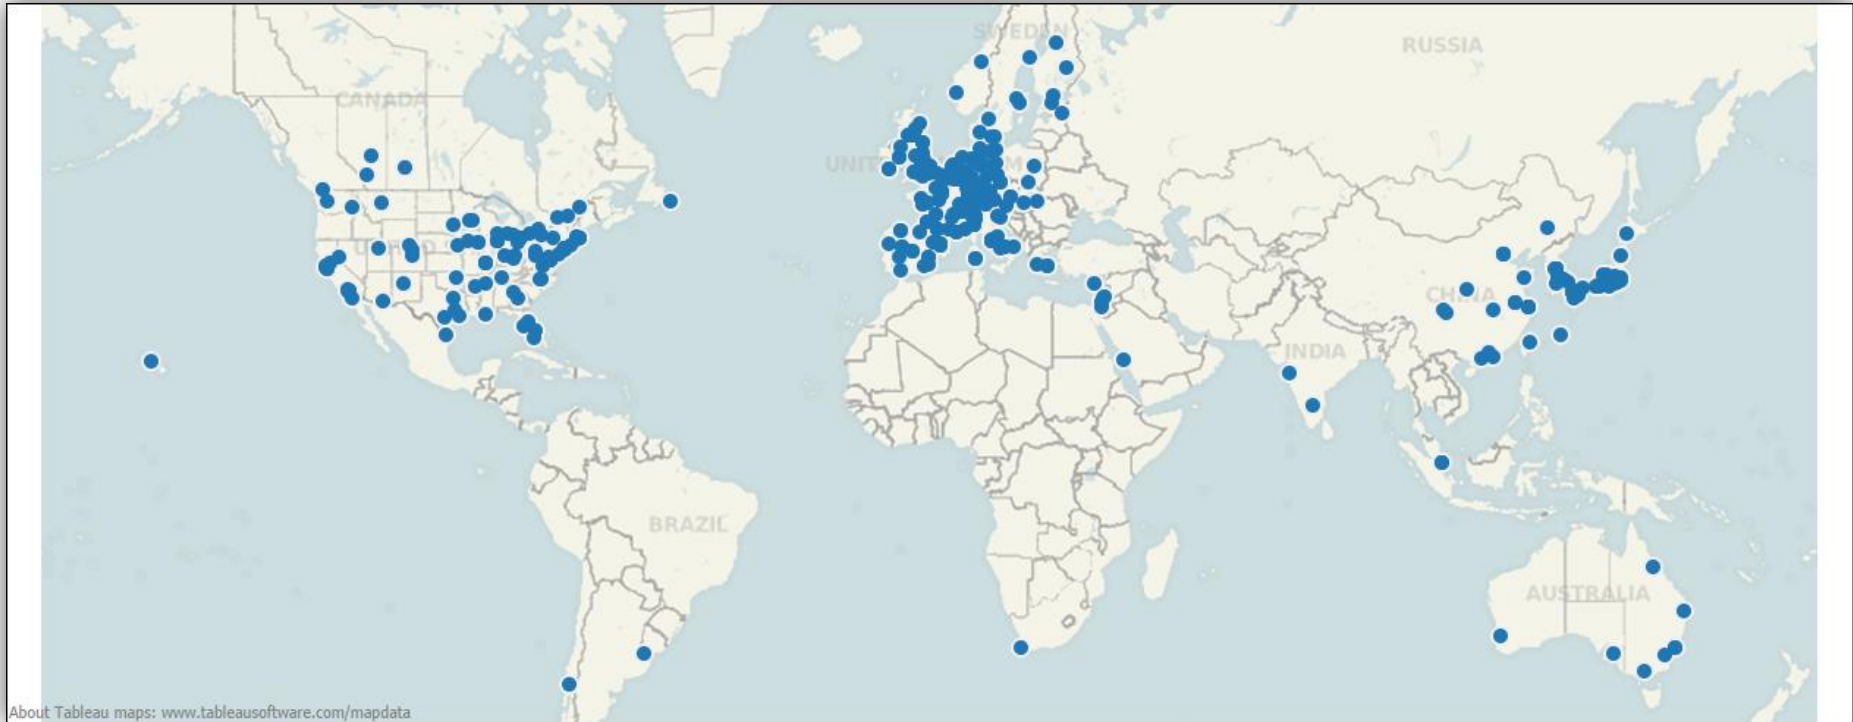 SWEDEN
RUSSIA
CANADA
UNIT
M
CHINA
INDIA
BRAZIL
AUSTRALIA
About Tableau maps: www.tableausoftware.com/mapdata